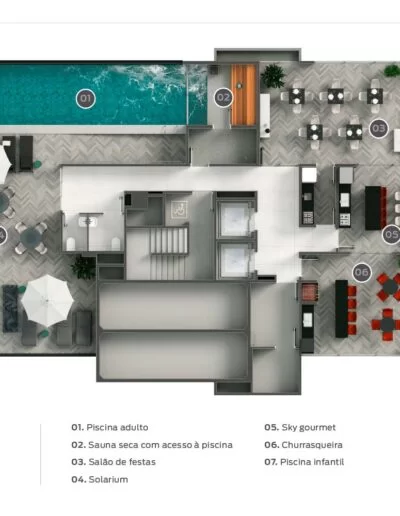 01
02
03
4
05
06
01. Piscina adulto
02. Sauna seca com acesso à piscina
03. Salão de festas
04. Solarium
05. Sky gourmet
06. Churrasqueira
07. Piscina infantil